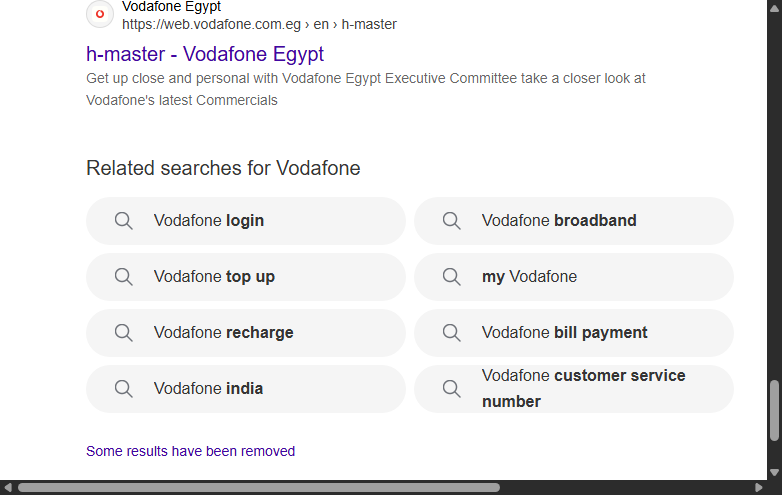 Vodafone Egypt
https://web.vodafone.com.eg › en › h-master
h-master - Vodafone Egypt
Get up close and personal with Vodafone Egypt Executive Committee take a closer look at
Vodafone's latest Commercials
Related searches for Vodafone
Vodafone login
Vodafone broadband
Vodafone top up
my Vodafone
Vodafone recharge
Vodafone bill payment
Vodafone india
Vodafone customer service
number
Some results have been removed